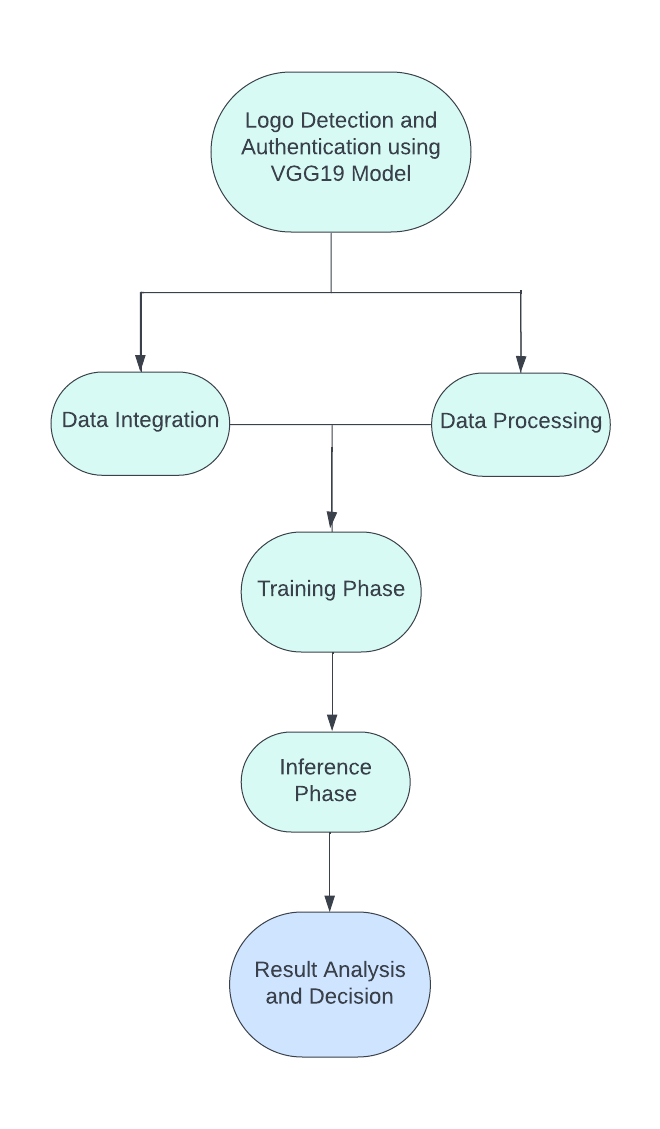 Logo Detection and
Authentication using
VGG19 Model
Data Integration
Data Processing
Training Phase
Inference
Phase
Result Analysis
and Decision